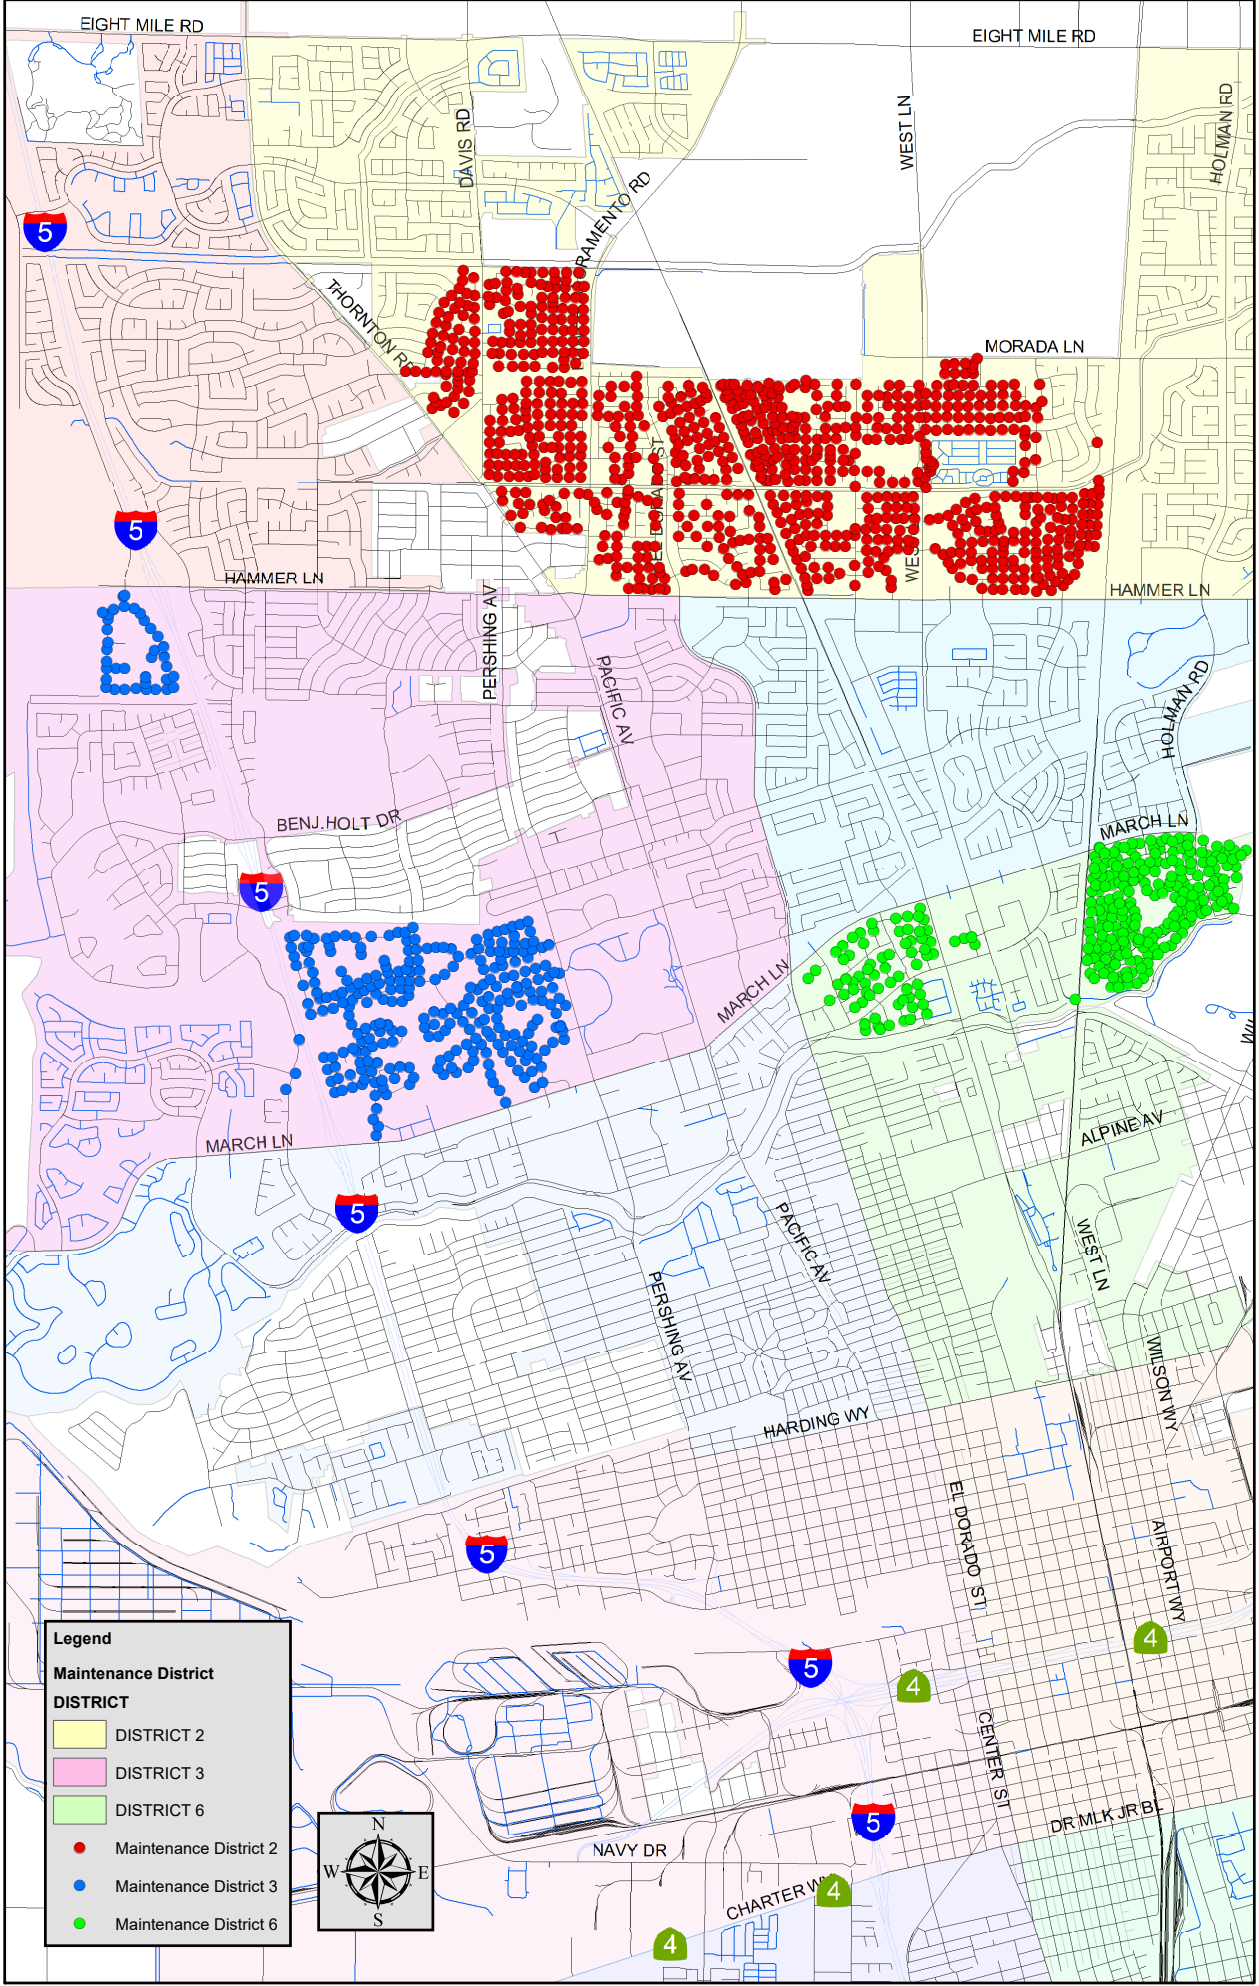 EIGHT MILE RD
EIGHT MILE RD
DAVIS RD
WEST LN
HOLMAN RD
RAMENTO RD
5
THORNTON RD
MORADA LN
5
HAMMER LN
HAMMER LN
PERSHING AV
PACIFIC AV
HOLMAN RD
BENJ.HOLT DR
MARCH LN
5
MARCH LN
MARCH LN
ALPINE AV
5
PACIFIC AV
WEST LN
PERSHING AV
WILSON WY
HARDING WY
EL DORADO ST
AIRPORT WY
5
4
5
4
CENTER ST
5
DR MLK JR BL
NAVY DR
CHARTER W
4
4
Legend
Maintenance District
DISTRICT
DISTRICT 2
DISTRICT 3
DISTRICT 6
Maintenance District 2
Maintenance District 3
Maintenance District 6
N
W E
S